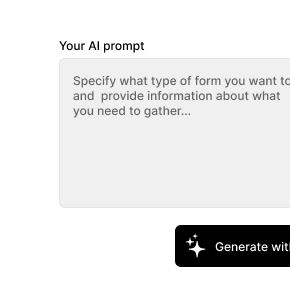 Your AI prompt
Specify what type of form you want to
and  provide information about what
you need to gather...
Generate